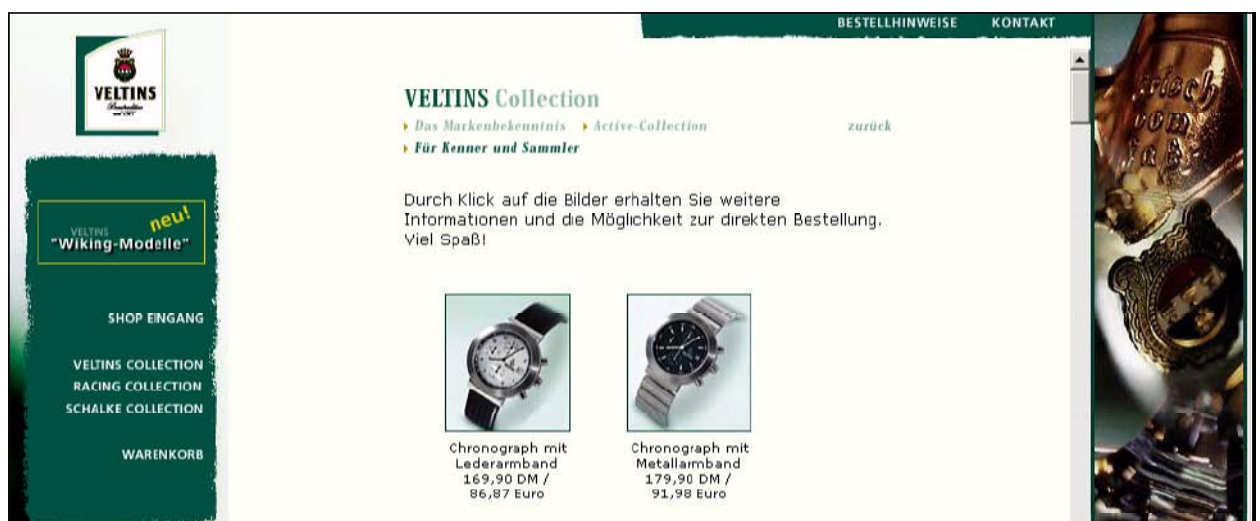 BESTELLHINWEISE KONTAKT
VELTINS
VELTINS Collection
Das Markenbekenntnis Active-Collection zurück
Für Kenner und Sammler
neu!
VELTINS
"Wiking-Modelle"
Durch Klick auf die Bilder erhalten Sie weitere
Informationen und die Möglichkeit zur direkten Bestellung.
Viel Spaß!
SHOP EINGANG
VELTINS COLLECTION
RACING COLLECTION
SCHALKE COLLECTION
WARENKORB
Chronograph mit
Lederarmband
169,90 DM /
86,87 Euro
Chronograph mit
Metallarmband
179,90 DM /
91,98 Euro
frisch
vom